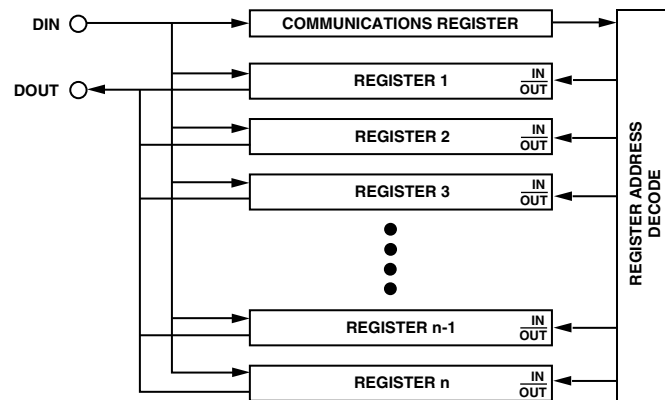 DIN
COMMUNICATIONS REGISTER
DOUT
REGISTER 1
IN
OUT
REGISTER 2
IN
OUT
REGISTER 3
IN
OUT
REGISTER n-1
IN
OUT
REGISTER n
IN
OUT
REGISTER ADDRESS
DECODE